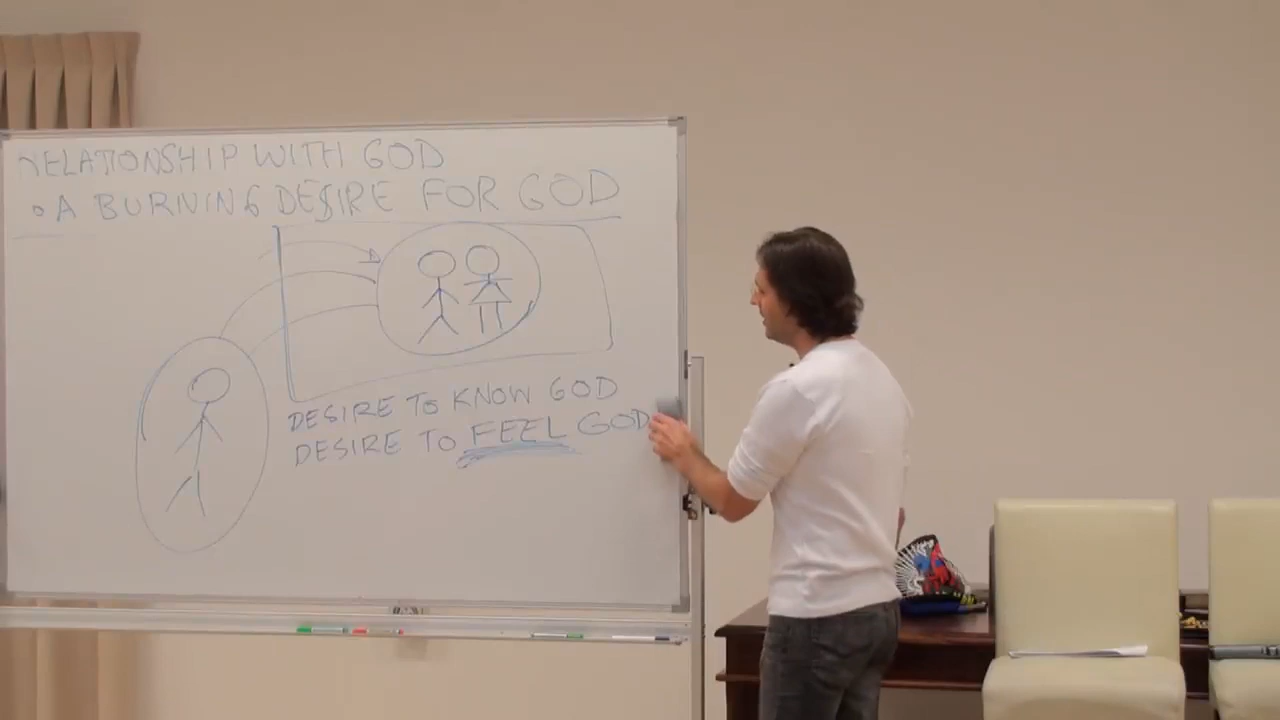 RELATIONSHIP WITH GOD
• A BURNING DESIRE FOR GOD
DESIRE TO KNOW GOD
DESIRE TO FEEL GOD